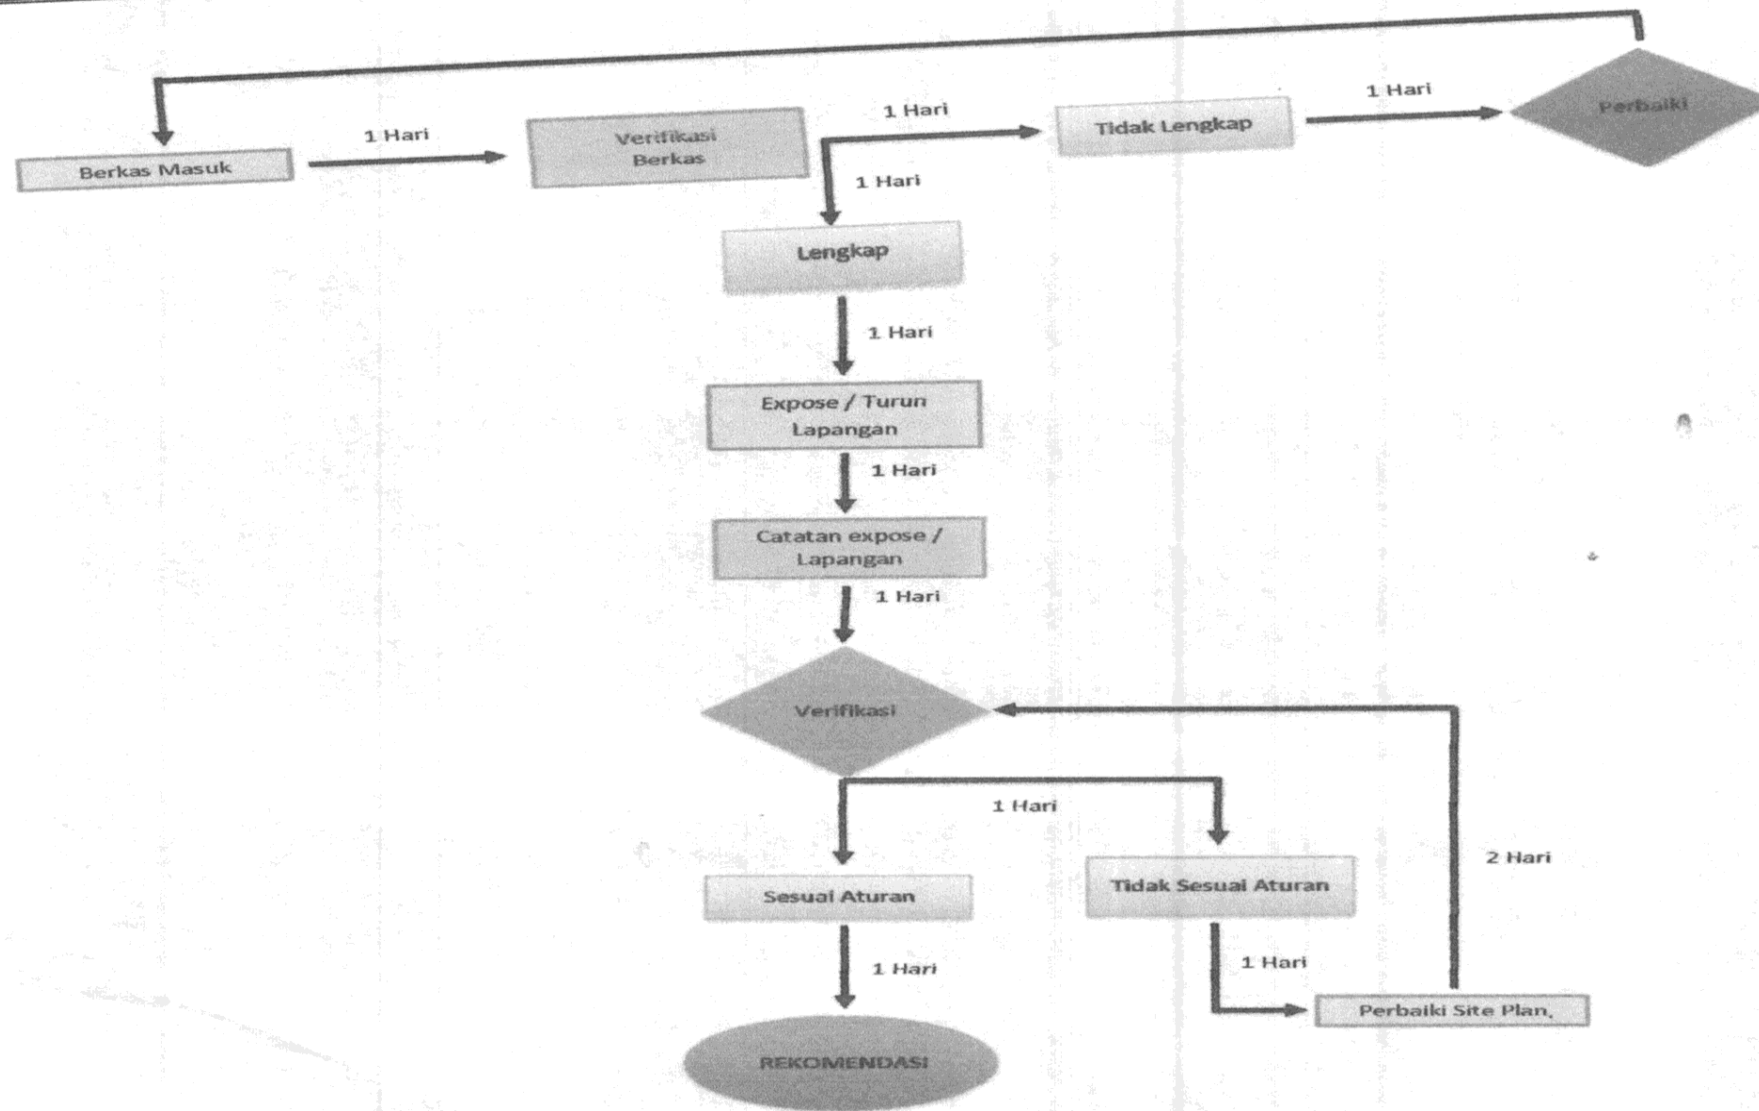 1 Hari
Perbaiki
1 Hari
Tidak Lengkap
1 Hari
Verifikasi
Berkas
Berkas Masuk
1 Hari
Lengkap
1 Hari
Expose / Turun
Lapangan
1 Hari
Catatan expose /
Lapangan
1 Hari
Verifikasi
1 Hari
2 Hari
Sesuai Aturan
Tidak Sesuai Aturan
1 Hari
1 Hari
Perbaiki Site Plan,
REKOMENDASI